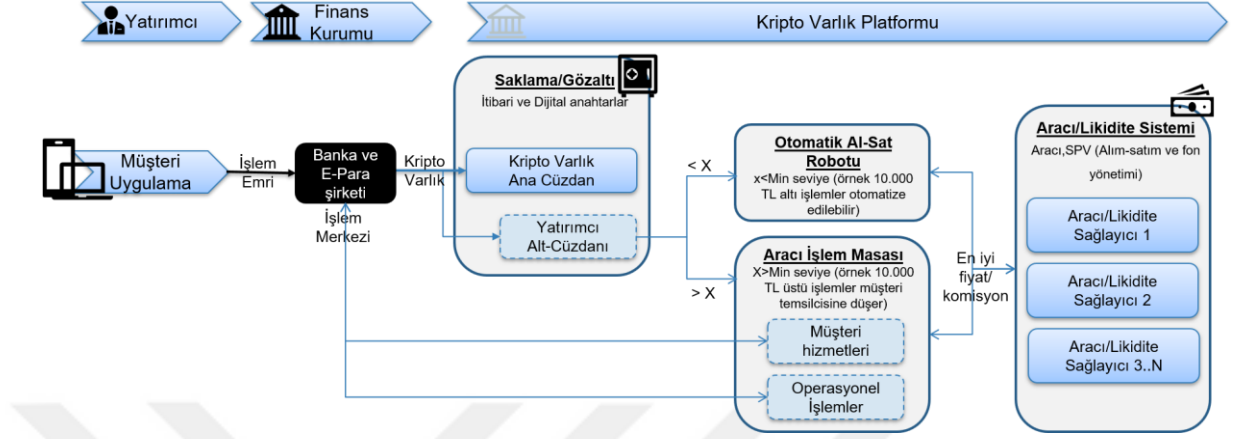 Yatırımcı
Finans
Kurumu
Kripto Varlık Platformu
Saklama/Gözaltı
İtibari ve Dijital anahtarlar
Kripto Varlık
Ana Cüzdan
Yatırımcı
Alt-Cüzdanı
Müşteri
Uygulama
İşlem
Emri
Banka ve
E-Para
şirketi
İşlem
Merkezi
Kripto
Varlık
< X
> X
Otomatik Al-Sat
Robotu
x<Min seviye (örnek 10.000
TL altı işlemler otomatize
edilebilir)
Aracı İşlem Masası
X>Min seviye (örnek 10.000
TL üstü işlemler müşteri
temsilcisine düşer)
Müşteri
hizmetleri
Operasyonel
İşlemler
En iyi
fiyat/
komisyon
Aracı/Likidite Sistemi
Aracı,SPV (Alım-satım ve fon
yönetimi)
Aracı/Likidite
Sağlayıcı 1
Aracı/Likidite
Sağlayıcı 2
Aracı/Likidite
Sağlayıcı 3..N